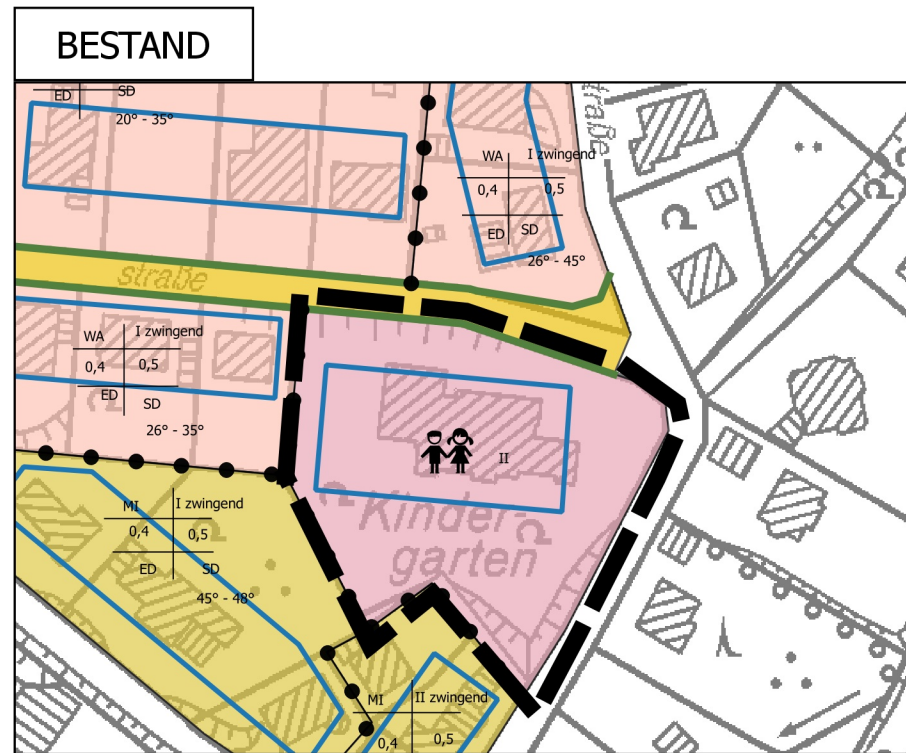 BESTAND
ED SD
20° - 35°
traße
WA I zwingend
0,4 0,5
ED SD
26° - 45°
straße
WA I zwingend
0,4 0,5
ED SD
26° - 35°
II
Kinder-
garten
MI I zwingend
0,4 0,5
ED SD
45° - 48°
MI II zwingend
0,4 0,5